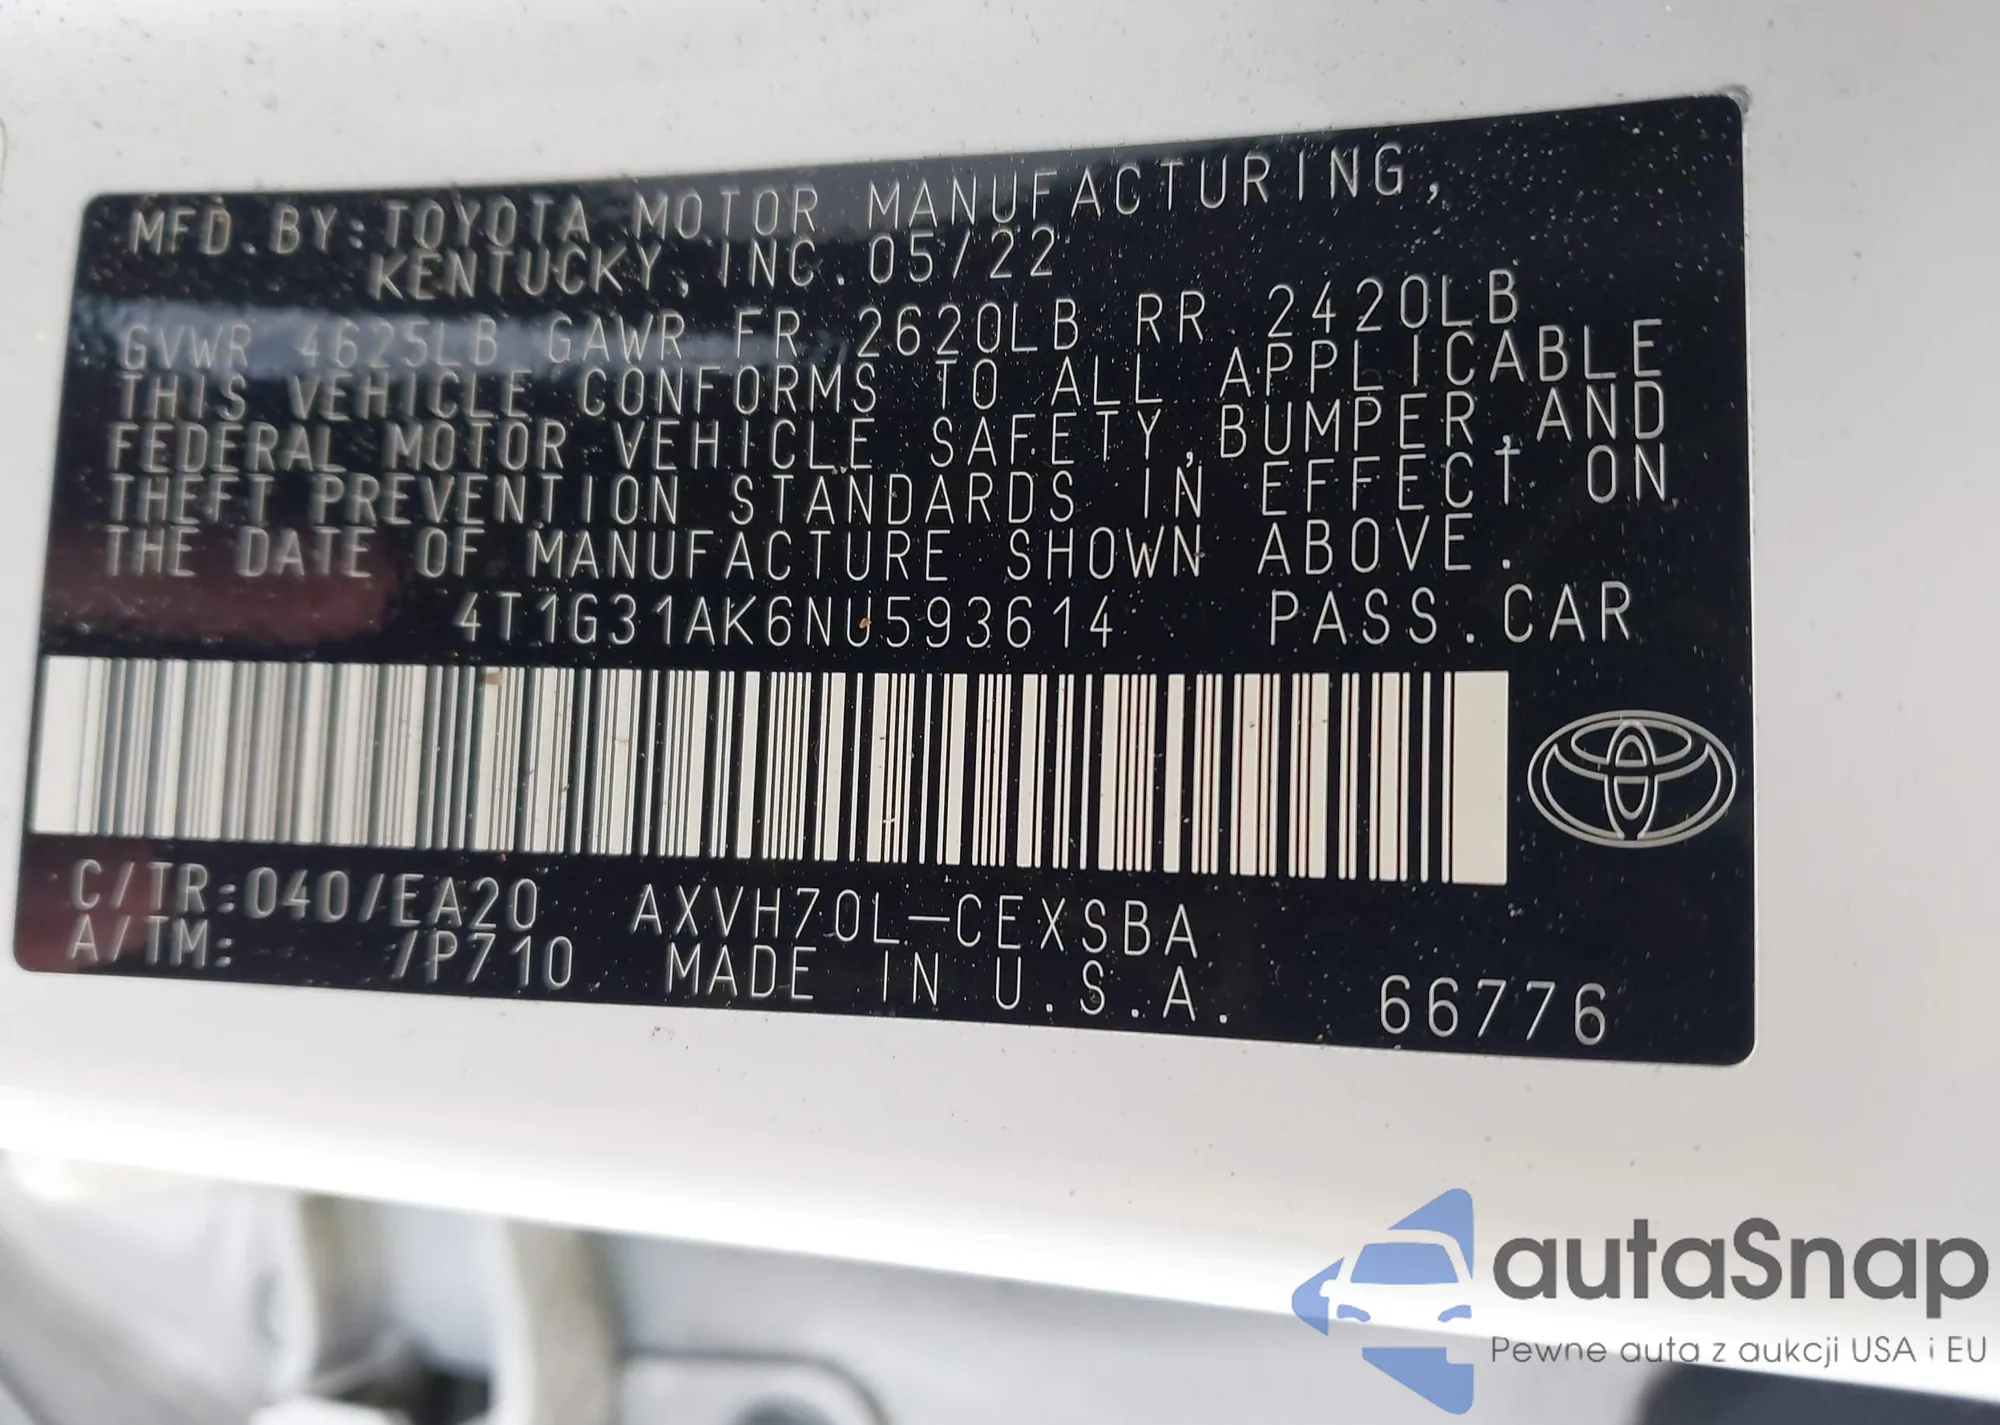 MFD.BY:TOYOTA MOTOR MANUFACTURING,
KENTUCKY, INC. 05/22
GVWR 4625LB GAWR FR 2620LB RR 2420LB
THIS VEHICLE CONFORMS TO ALL APPLICABLE
FEDERAL MOTOR VEHICLE SAFETY, BUMPER, AND
THEFT PREVENTION STANDARDS IN EFFECT ON
THE DATE OF MANUFACTURE SHOWN ABOVE.
4T1G31AK6NU593614 PASS.CAR
C/TR:040/EA20 AXVH70L-CEXSBA
A/TM: /P710 MADE IN U.S.A. 66776
autaSnap
Pewne auta z aukcji USA i EU